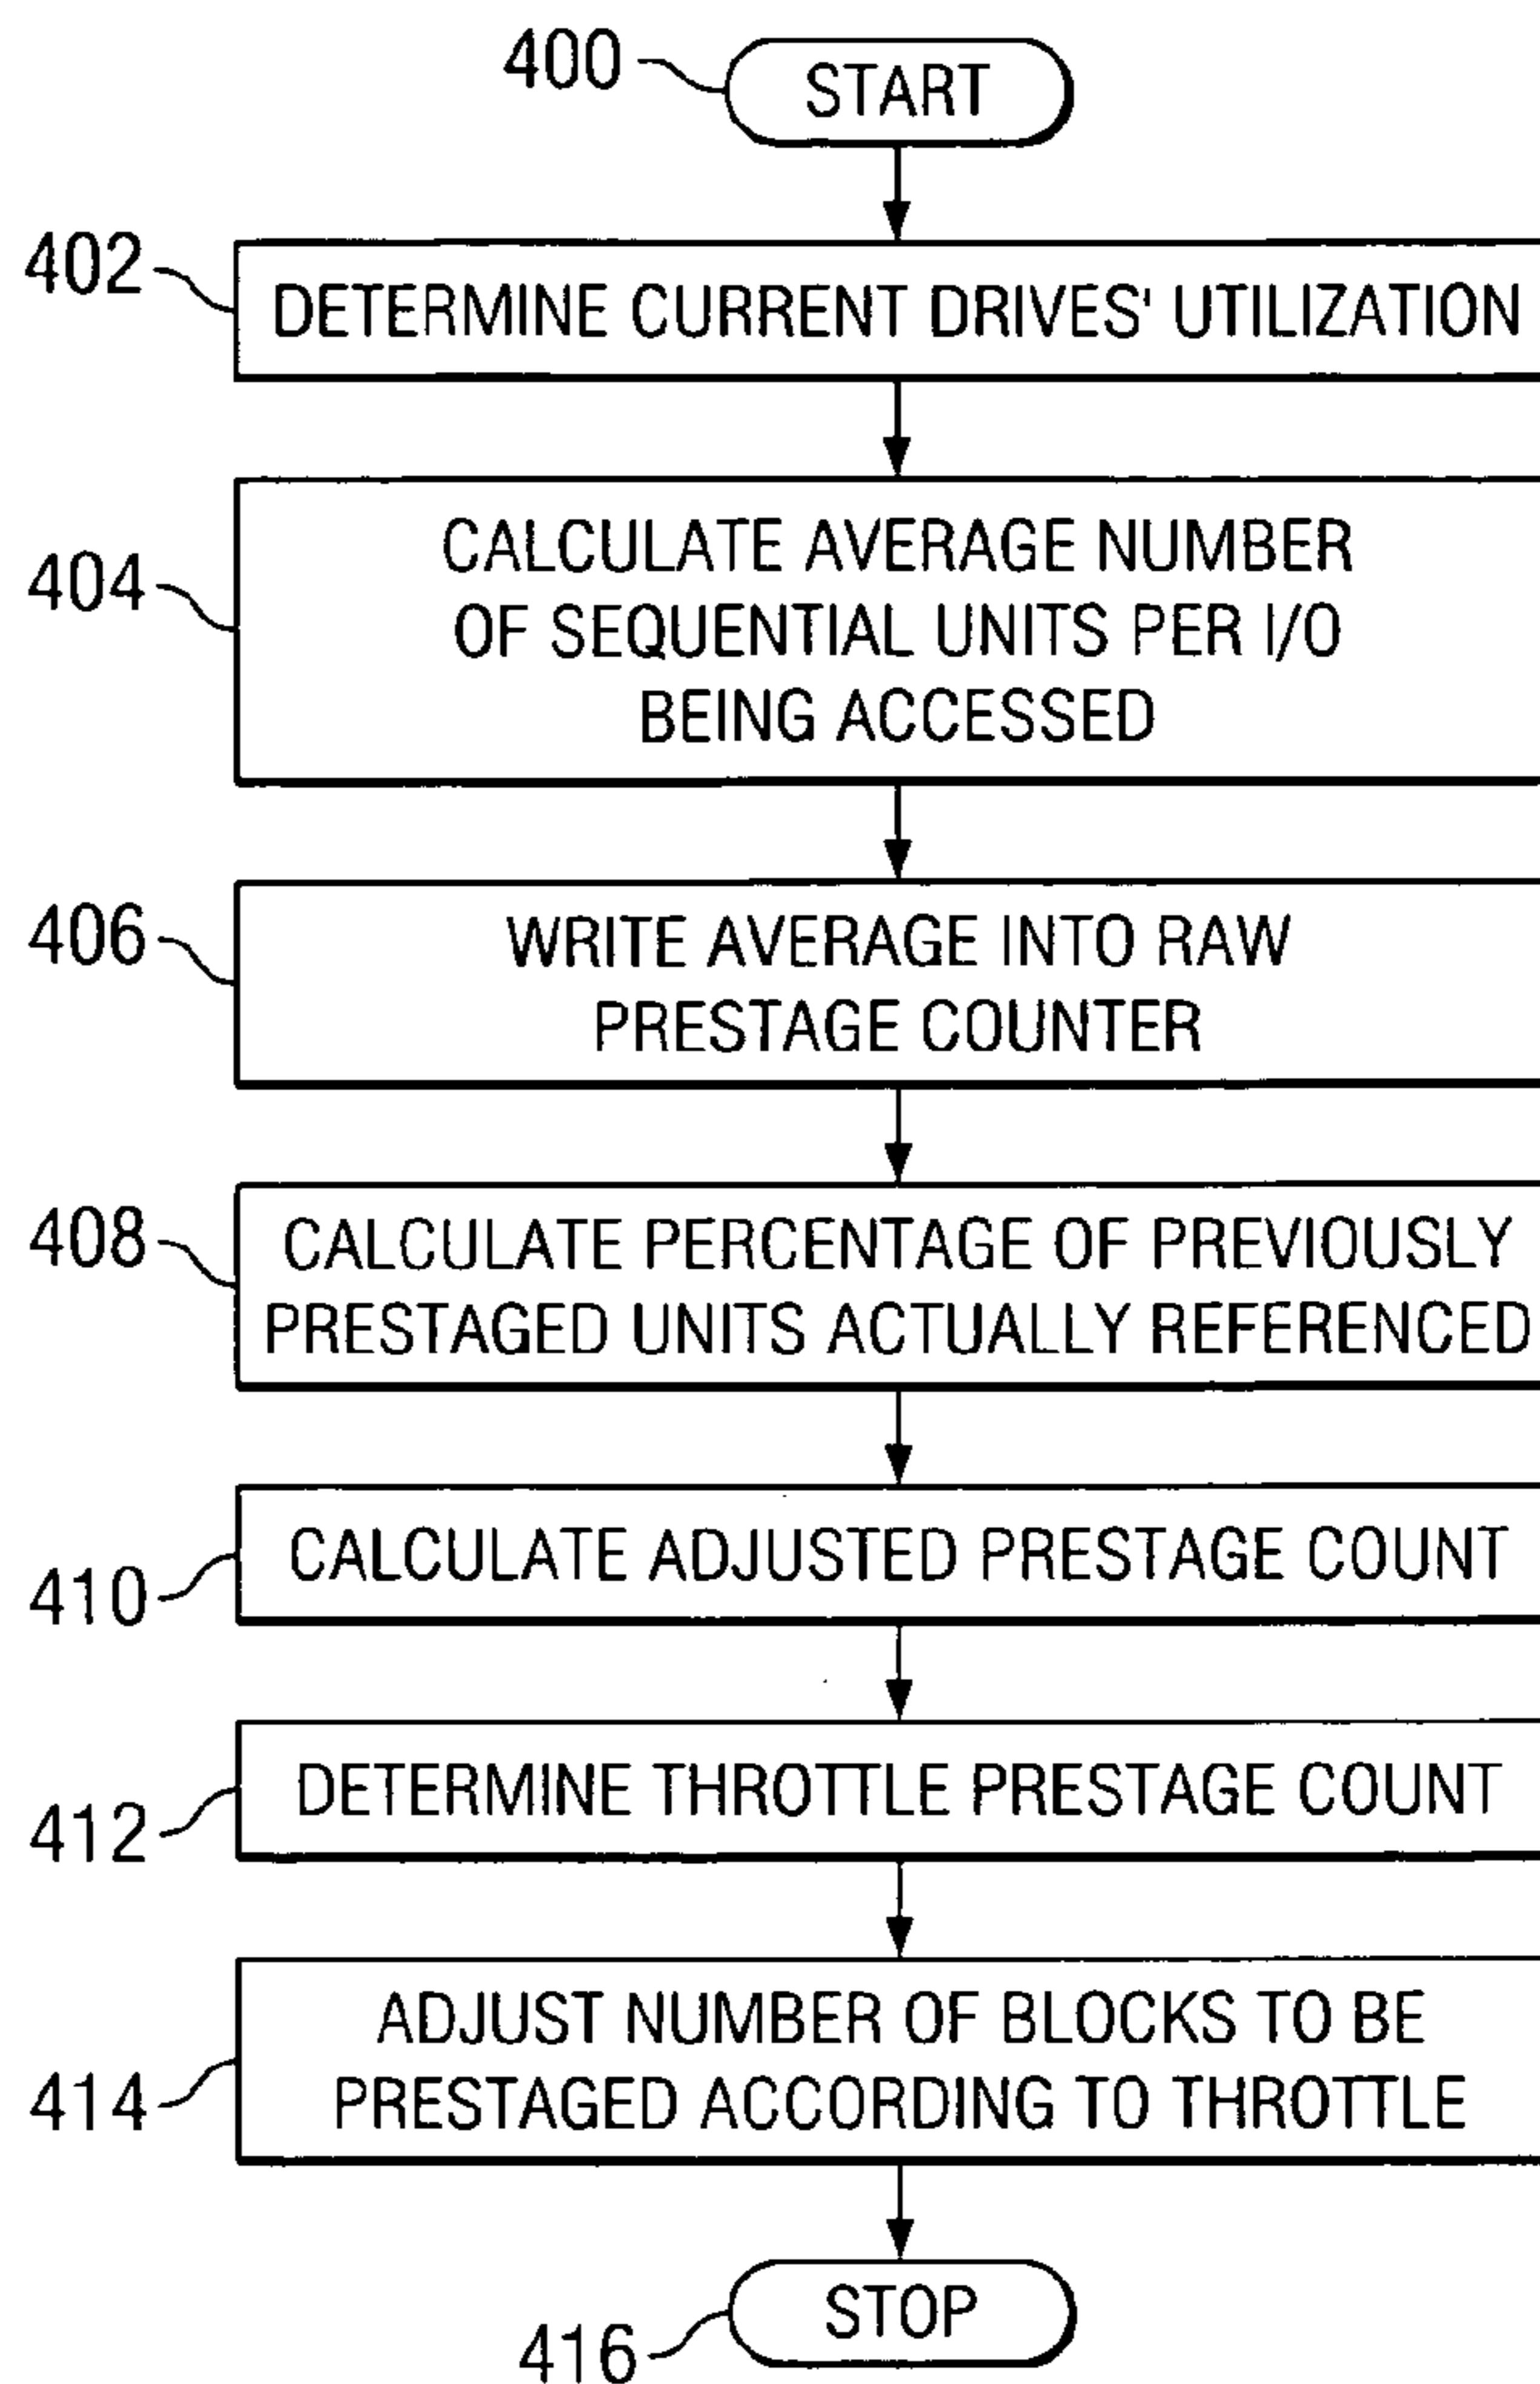 400
START
402
DETERMINE CURRENT DRIVES' UTILIZATION
404
CALCULATE AVERAGE NUMBER
OF SEQUENTIAL UNITS PER I/O
BEING ACCESSED
406
WRITE AVERAGE INTO RAW
PRESTAGE COUNTER
408
CALCULATE PERCENTAGE OF PREVIOUSLY
PRESTAGED UNITS ACTUALLY REFERENCED
410
CALCULATE ADJUSTED PRESTAGE COUNT
412
DETERMINE THROTTLE PRESTAGE COUNT
414
ADJUST NUMBER OF BLOCKS TO BE
PRESTAGED ACCORDING TO THROTTLE
416
STOP